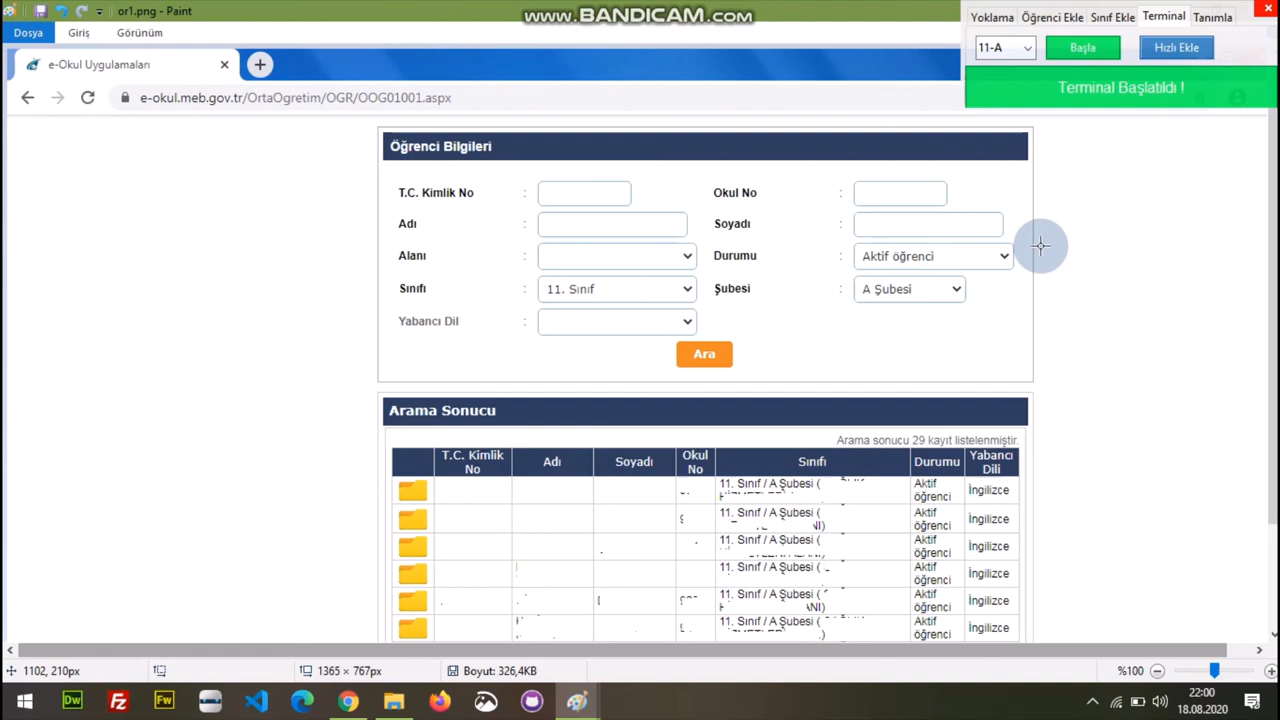 or1.png - Paint
www.BANDICAM.com
Dosya Giriş Görünüm
Yoklama Öğrenci Ekle Sınıf Ekle Terminal Tanımla
11-A Başla Hızlı Ekle
Terminal Başlatıldı !
e-Okul Uygulamaları
e-okul.meb.gov.tr/OrtaOgretim/OGR/OOG01001.aspx
Öğrenci Bilgileri
T.C. Kimlik No : Okul No :
Adı : Soyadı :
Alanı : Durumu : Aktif öğrenci
Sınıfı : 11. Sınıf Şubesi : A Şubesi
Yabancı Dil :
Ara
Arama Sonucu
Arama sonucu 29 kayıt listelenmiştir.
T.C. Kimlik No Adı Soyadı Okul No Sınıfı Durumu Yabancı Dili
11. Sınıf / A Şubesi ( Aktif öğrenci İngilizce
11. Sınıf / A Şubesi ( Aktif öğrenci İngilizce
11. Sınıf / A Şubesi ( Aktif öğrenci İngilizce
11. Sınıf / A Şubesi ( Aktif öğrenci İngilizce
11. Sınıf / A Şubesi ( Aktif öğrenci İngilizce
11. Sınıf / A Şubesi ( Aktif öğrenci İngilizce
1102, 210px 1365 × 767px Boyut: 326,4KB %100
Dw Fz Fw
22:00
18.08.2020